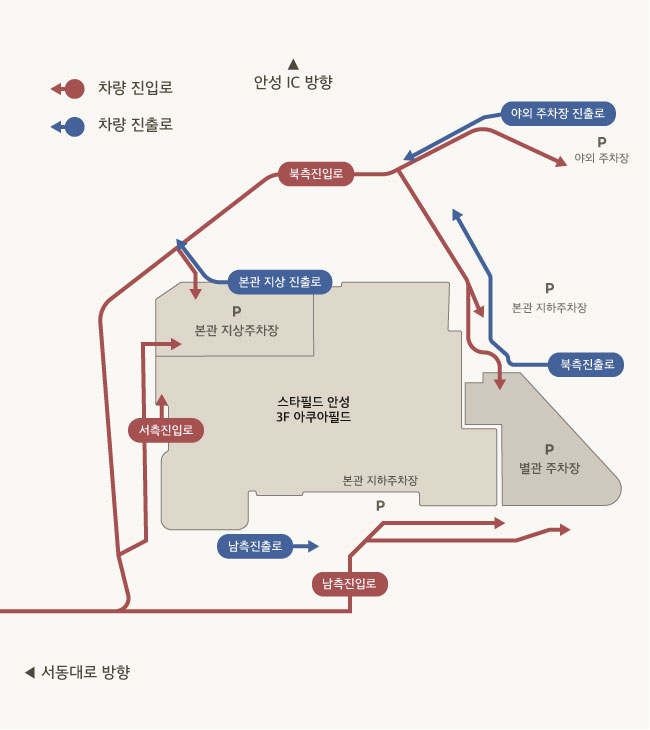 차량 진입로
차량 진출로
▲
안성 IC 방향
야외 주차장 진출로
P
야외 주차장
북측진입로
본관 지상 진출로
P
본관 지상주차장
P
본관 지하주차장
북측진출로
스타필드 안성
3F 아쿠아필드
서측진입로
P
별관 주차장
본관 지하주차장
P
남측진출로
남측진입로
◀ 서동대로 방향